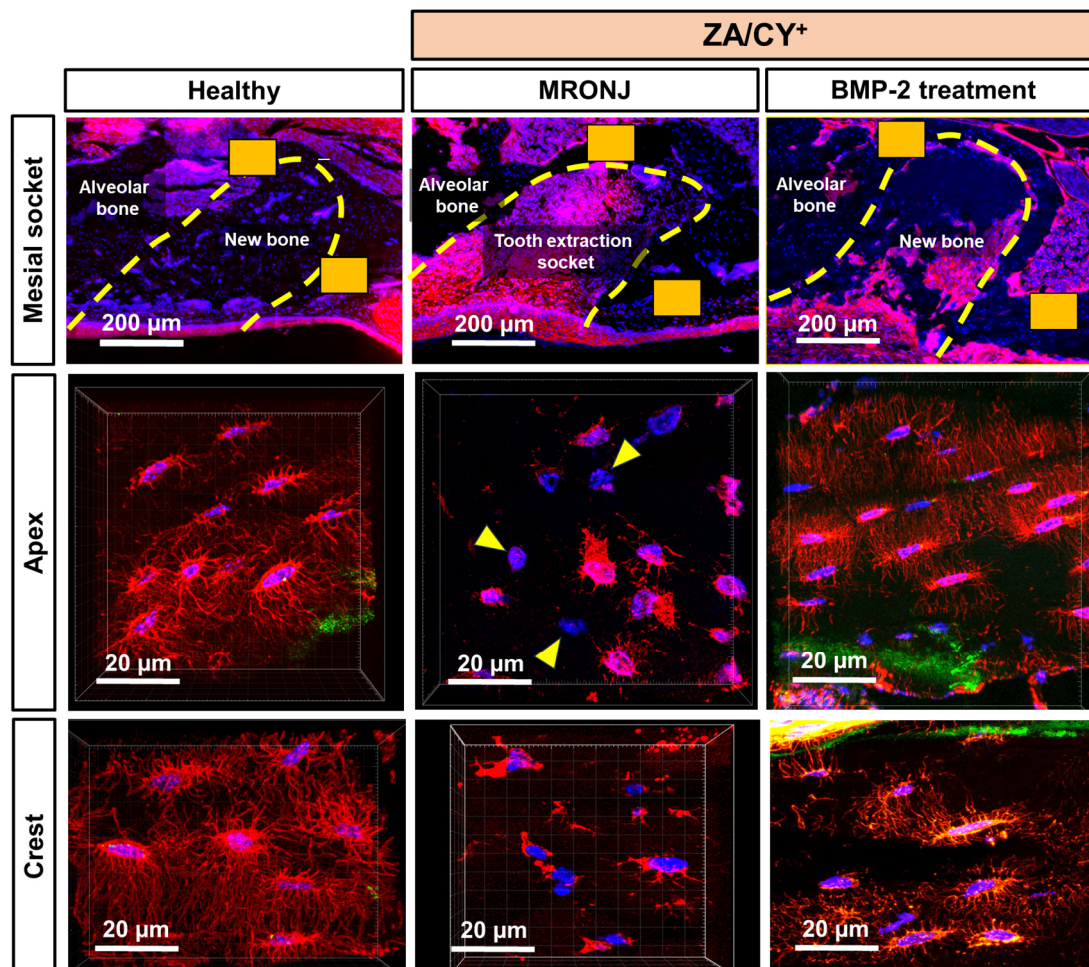 ZA/CY⁺
Healthy
MRONJ
BMP-2 treatment
Mesial socket
Alveolar
bone
New bone
200 µm
Alveolar
bone
Tooth extraction
socket
200 µm
Alveolar
bone
New bone
200 µm
Apex
20 µm
20 µm
20 µm
Crest
20 µm
20 µm
20 µm